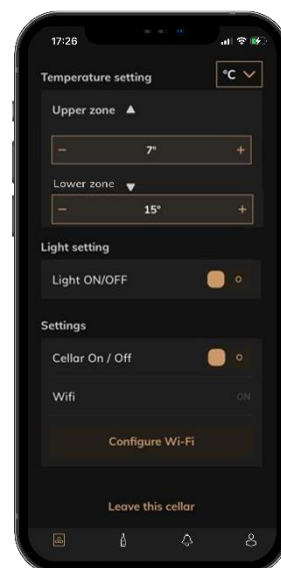 17:26
Temperature setting
°C
Upper zone
- 7° +
Lower zone
- 15° +
Light setting
Light ON/OFF
Settings
Cellar On / Off
Wifi ON
Configure Wi-Fi
Leave this cellar